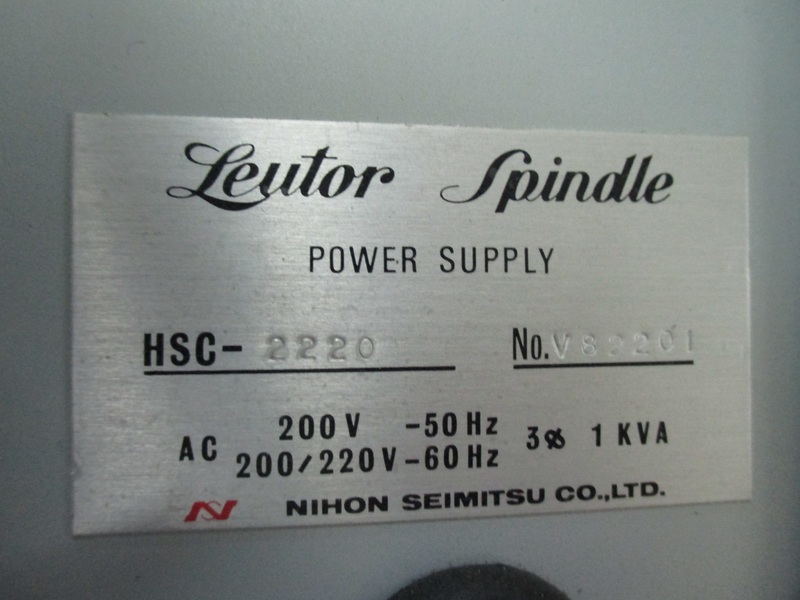 Leutor Spindle
POWER SUPPLY
HSC-2220 No.V82201
AC 200V -50Hz 3ø 1KVA
200/220V-60Hz
NIHON SEIMITSU CO.,LTD.